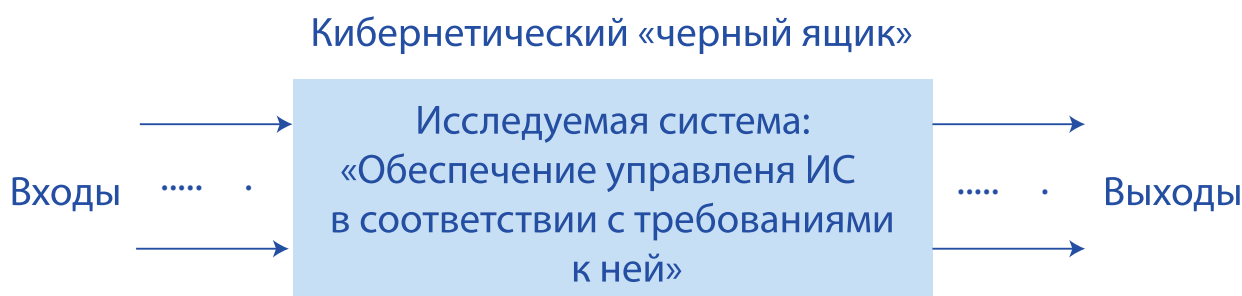 Кибернетический «черный ящик»
Исследуемая система:
«Обеспечение управленя ИС
в соответствии с требованиями
к ней»
Входы
Выходы